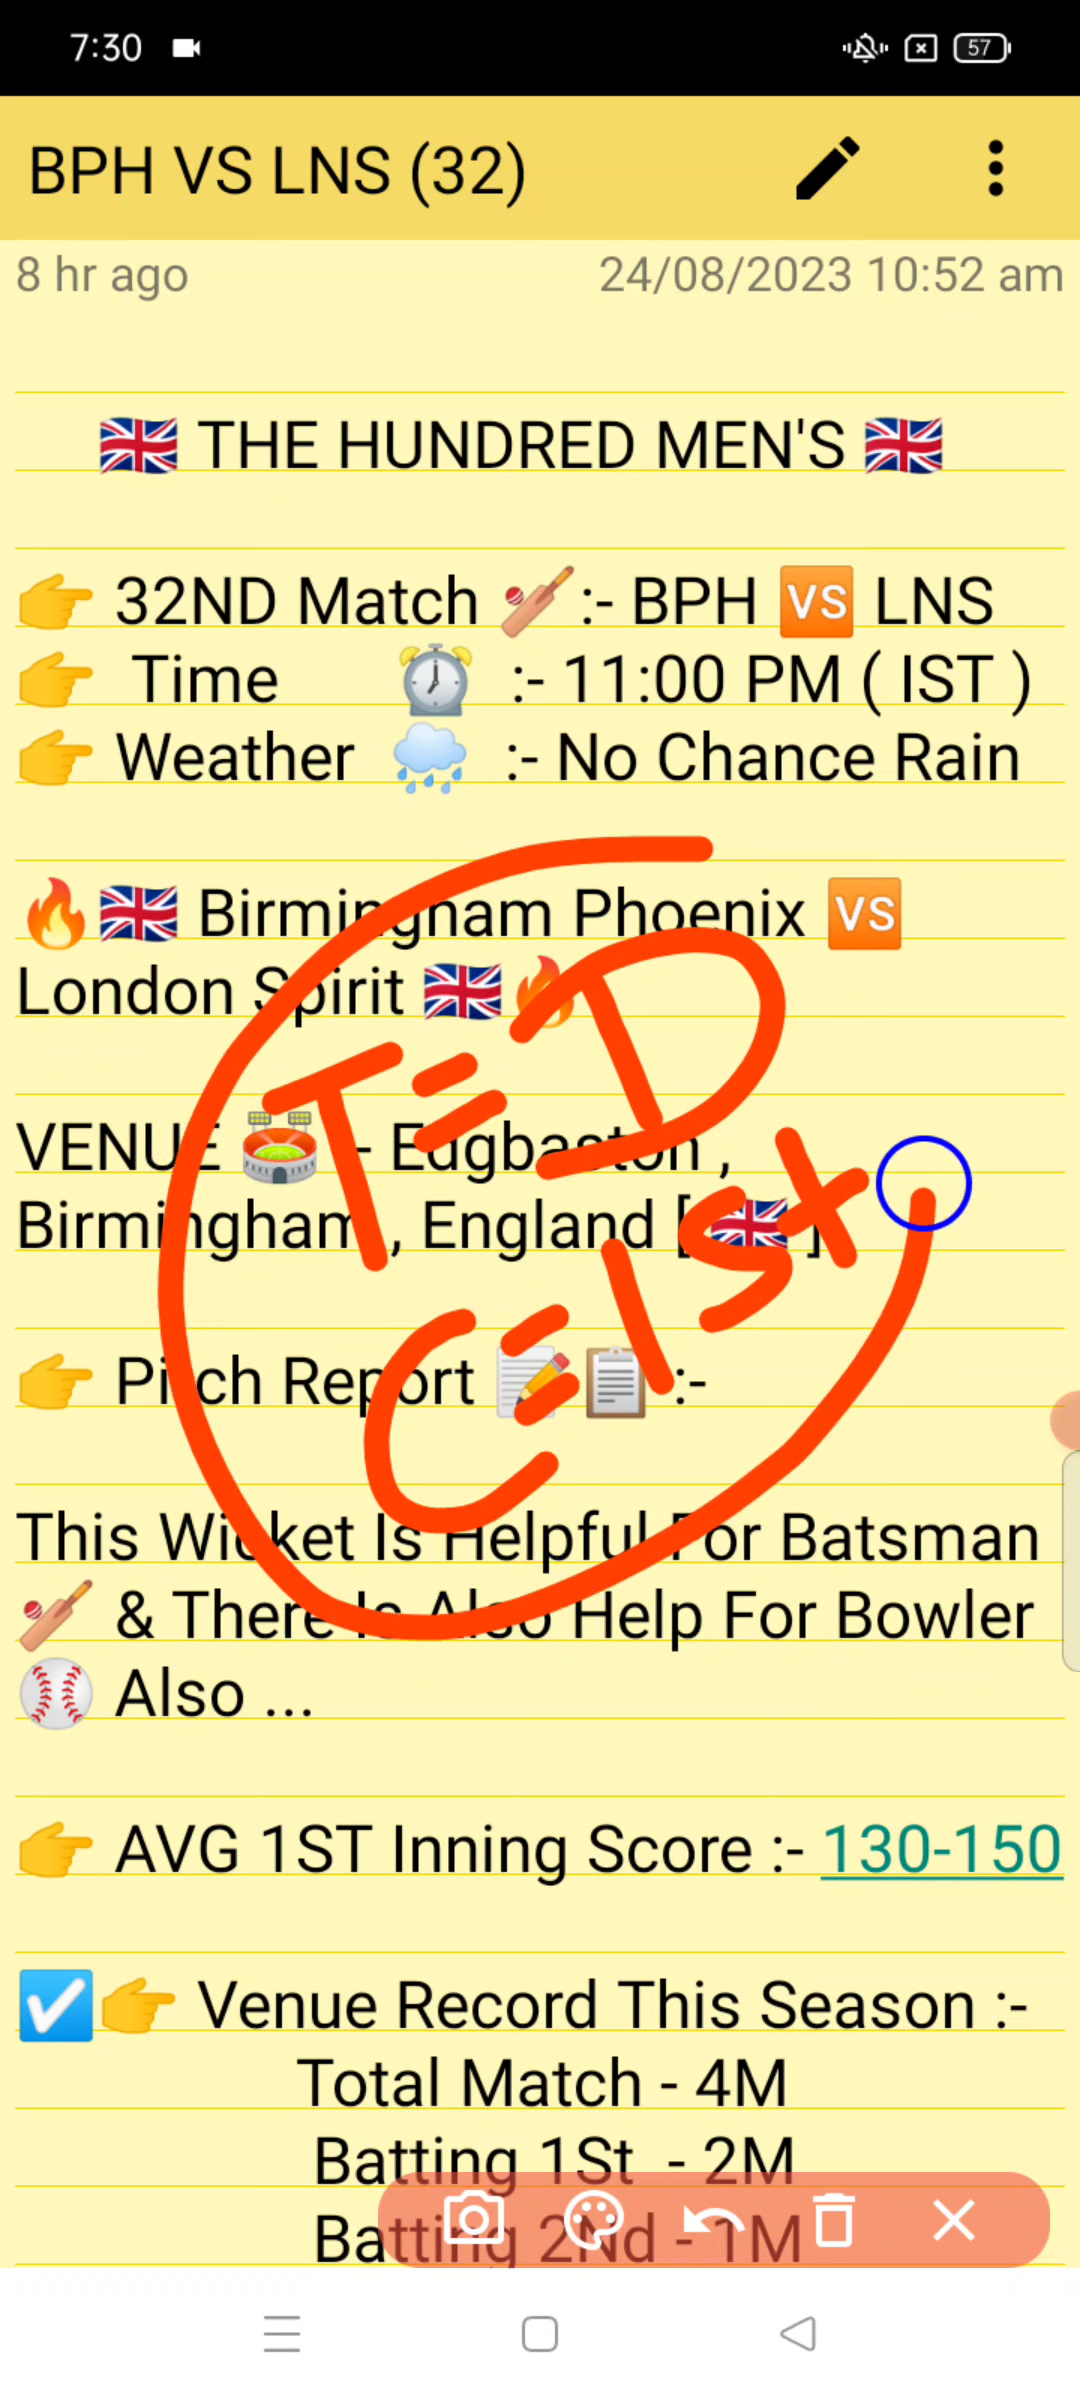 7:30
57
BPH VS LNS (32)
8 hr ago 24/08/2023 10:52 am
🇬🇧 THE HUNDRED MEN'S 🇬🇧
👉 32ND Match 🏏 :- BPH 🆚 LNS
👉 Time ⏰ :- 11:00 PM ( IST )
👉 Weather 🌧 :- No Chance Rain
🔥🇬🇧 Birmingham Phoenix 🆚
London Spirit 🇬🇧🔥
T = D
VENUE 🏟 :- Edgbaston ,
Birmingham , England [ 🇬🇧 ]
C = 1st
👉 Pitch Report 📝📋 :-
This Wicket Is Helpful For Batsman
🏏 & There Is Also Help For Bowler
⚾ Also ...
👉 AVG 1ST Inning Score :- 130-150
☑👉 Venue Record This Season :-
Total Match - 4M
Batting 1St - 2M
Batting 2Nd - 1M